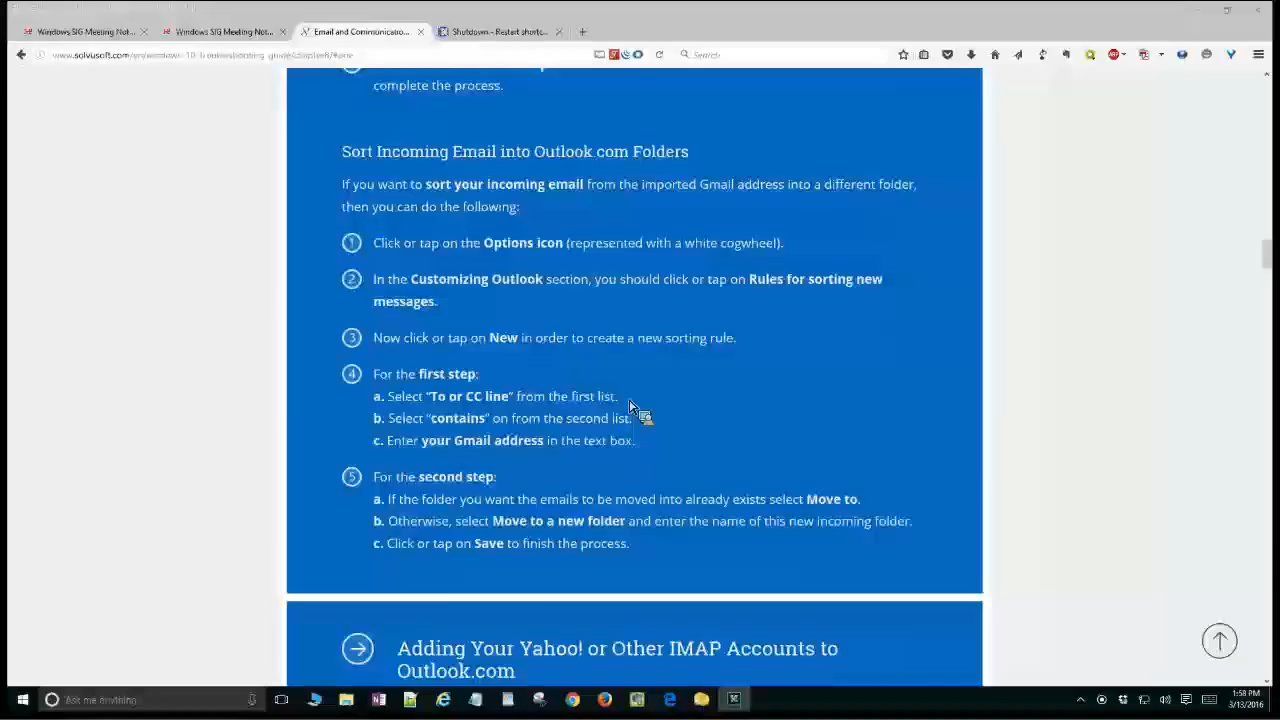 Windows SIG Meeting Not...
Windows SIG Meeting Not...
Email and Communicatio...
Shutdown - Restart shortc...
Search
complete the process.
Sort Incoming Email into Outlook.com Folders
If you want to sort your incoming email from the imported Gmail address into a different folder,
then you can do the following:
1 Click or tap on the Options icon (represented with a white cogwheel).
2 In the Customizing Outlook section, you should click or tap on Rules for sorting new
messages.
3 Now click or tap on New in order to create a new sorting rule.
4 For the first step:
a. Select “To or CC line” from the first list.
b. Select “contains” on from the second list.
c. Enter your Gmail address in the text box.
5 For the second step:
a. If the folder you want the emails to be moved into already exists select Move to.
b. Otherwise, select Move to a new folder and enter the name of this new incoming folder.
c. Click or tap on Save to finish the process.
Adding Your Yahoo! or Other IMAP Accounts to
Outlook.com
Ask me anything
1:58 PM
3/13/2016